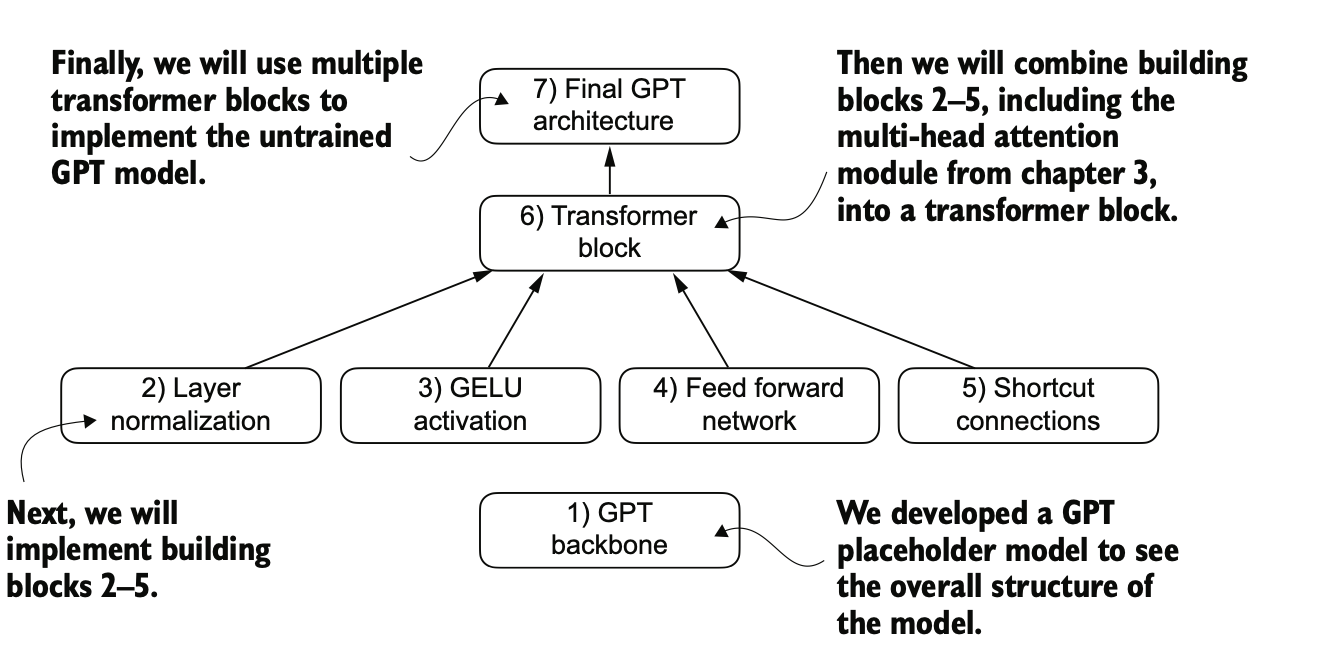 Finally, we will use multiple
transformer blocks to
implement the untrained
GPT model.
7) Final GPT
architecture
Then we will combine building
blocks 2–5, including the
multi-head attention
module from chapter 3,
into a transformer block.
6) Transformer
block
2) Layer
normalization
3) GELU
activation
4) Feed forward
network
5) Shortcut
connections
Next, we will
implement building
blocks 2–5.
1) GPT
backbone
We developed a GPT
placeholder model to see
the overall structure of
the model.